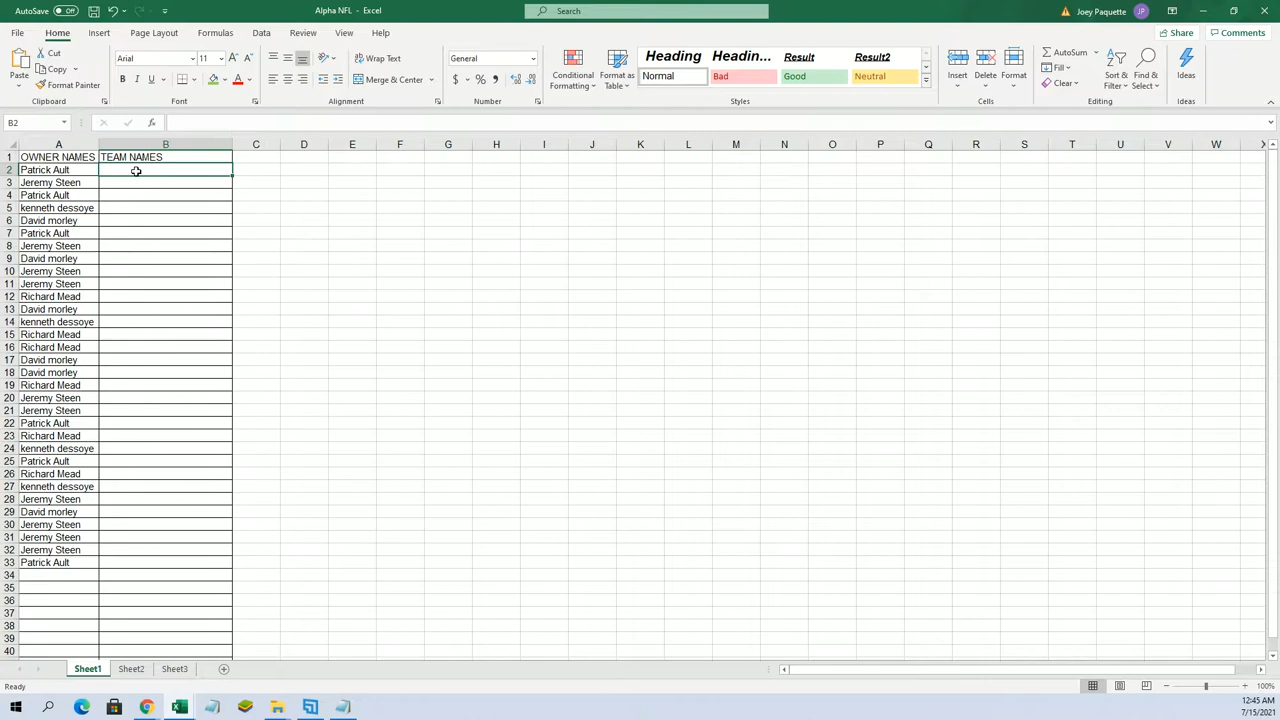 AutoSave Off Alpha NFL - Excel Search Joey Paquette JP
File Home Insert Page Layout Formulas Data Review View Help Share Comments
Cut
Copy
Format Painter
Paste
Clipboard
Arial 11
B I U
Font
Wrap Text
Merge & Center
Alignment
General
$ % 9
Number
Conditional Formatting
Format as Table
Heading Headin... Result Result2
Normal Bad Good Neutral
Styles
Insert Delete Format
Cells
AutoSum
Fill
Clear
Sort & Filter
Find & Select
Editing
Ideas
Ideas
B2 fx
A B C D E F G H I J K L M N O P Q R S T U V W X
1 OWNER NAMES TEAM NAMES
2 Patrick Ault
3 Jeremy Steen
4 Patrick Ault
5 kenneth dessoye
6 David morley
7 Patrick Ault
8 Jeremy Steen
9 David morley
10 Jeremy Steen
11 Jeremy Steen
12 Richard Mead
13 David morley
14 kenneth dessoye
15 Richard Mead
16 Richard Mead
17 David morley
18 David morley
19 Richard Mead
20 Jeremy Steen
21 Jeremy Steen
22 Patrick Ault
23 Richard Mead
24 kenneth dessoye
25 Patrick Ault
26 Richard Mead
27 kenneth dessoye
28 Jeremy Steen
29 David morley
30 Jeremy Steen
31 Jeremy Steen
32 Jeremy Steen
33 Patrick Ault
34
35
36
37
38
39
40
Sheet1 Sheet2 Sheet3
Ready 100%
12:45 AM
7/15/2021